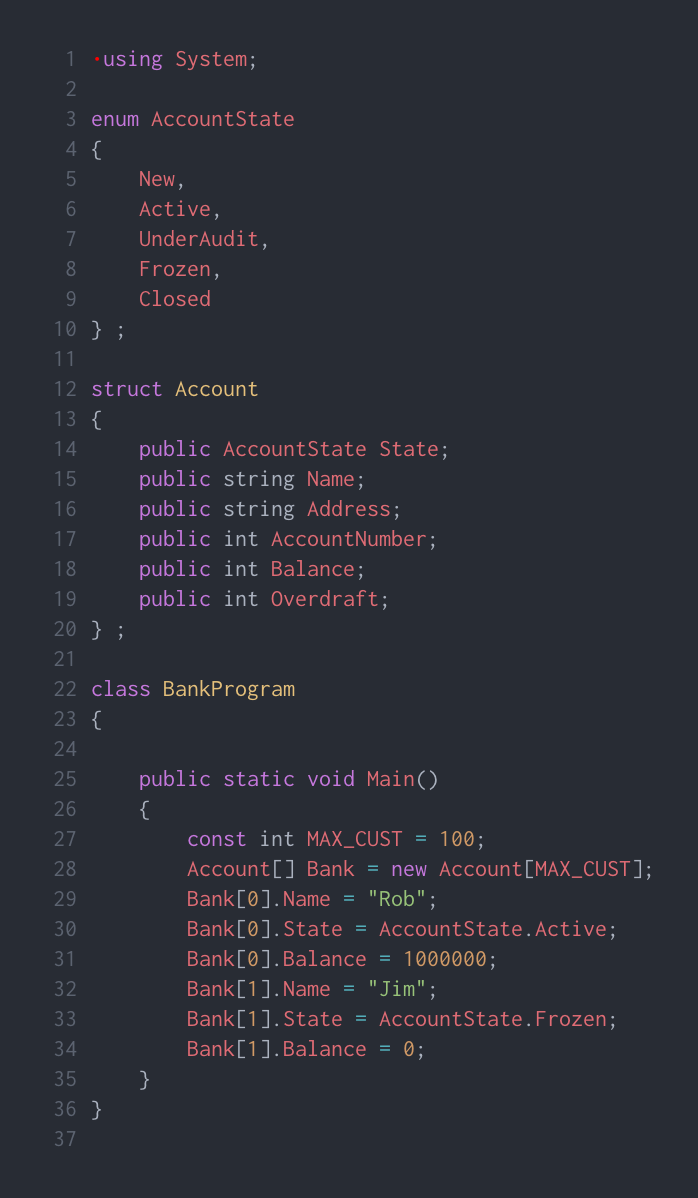 1 ·using System;
2
3 enum AccountState
4 {
5     New,
6     Active,
7     UnderAudit,
8     Frozen,
9     Closed
10 } ;
11
12 struct Account
13 {
14     public AccountState State;
15     public string Name;
16     public string Address;
17     public int AccountNumber;
18     public int Balance;
19     public int Overdraft;
20 } ;
21
22 class BankProgram
23 {
24
25     public static void Main()
26     {
27         const int MAX_CUST = 100;
28         Account[] Bank = new Account[MAX_CUST];
29         Bank[0].Name = "Rob";
30         Bank[0].State = AccountState.Active;
31         Bank[0].Balance = 1000000;
32         Bank[1].Name = "Jim";
33         Bank[1].State = AccountState.Frozen;
34         Bank[1].Balance = 0;
35     }
36 }
37